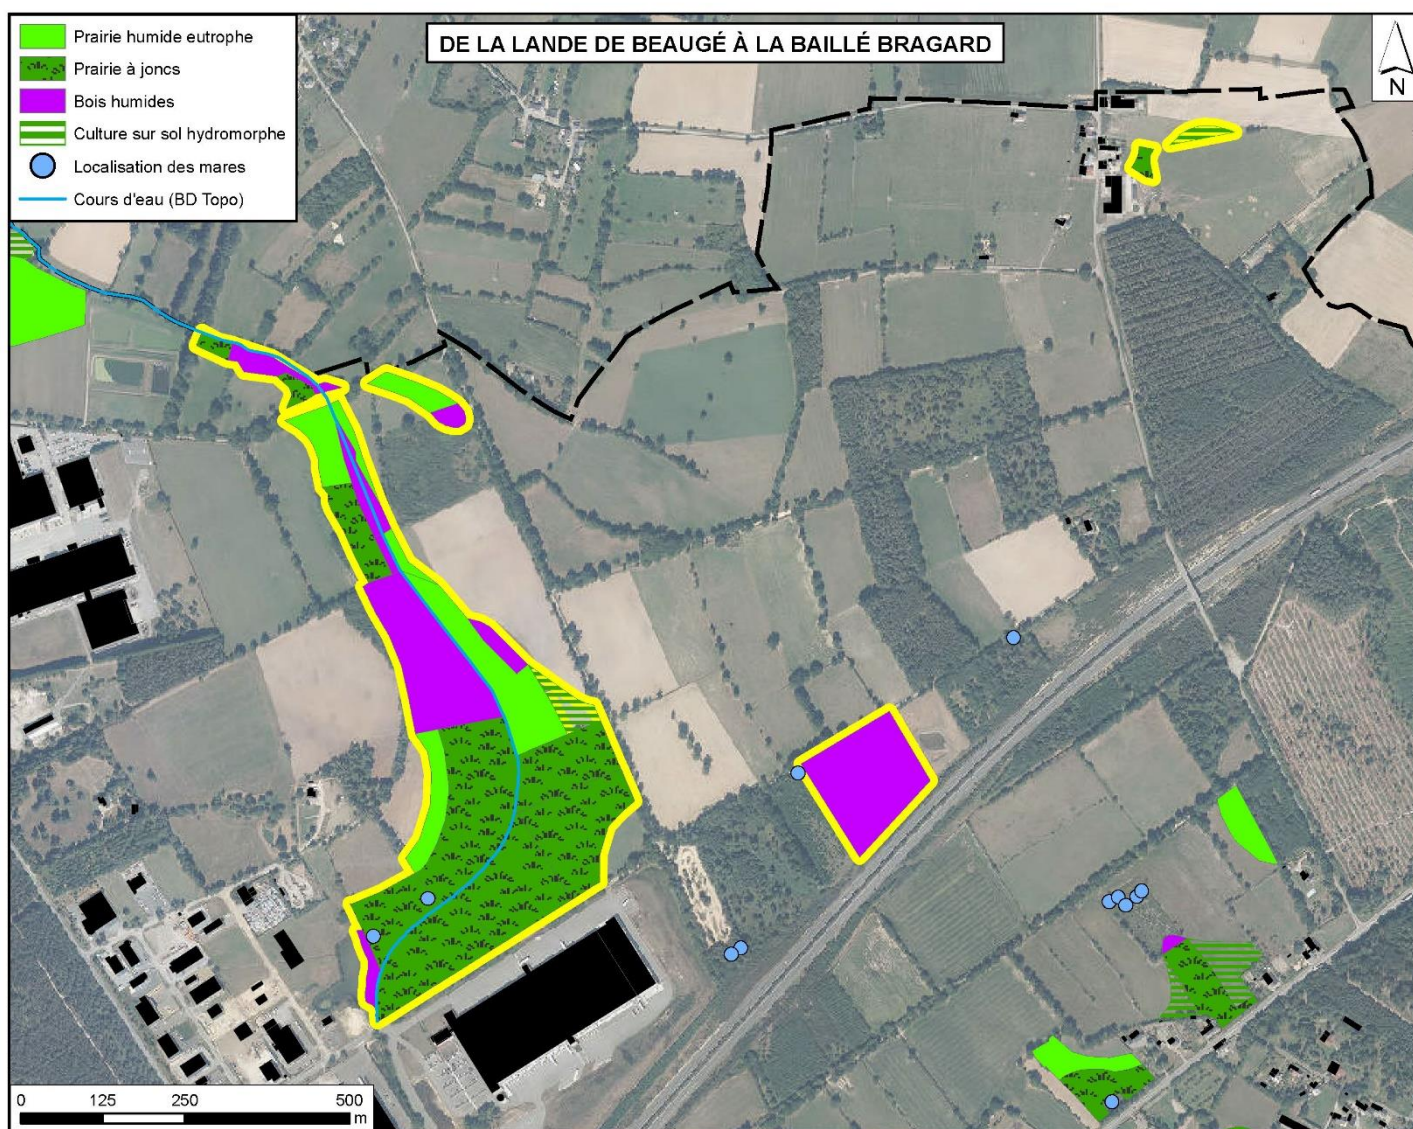 DE LA LANDE DE BEAUGÉ À LA BAILLÉ BRAGARD
Prairie humide eutrophe
Prairie à joncs
Bois humides
Culture sur sol hydromorphe
Localisation des mares
Cours d'eau (BD Topo)
N
0 125 250 500
m